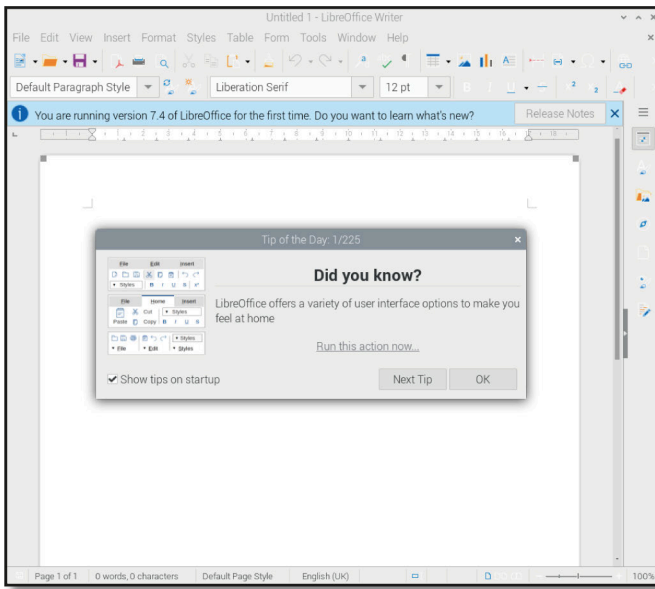 Untitled 1 - LibreOffice Writer
File Edit View Insert Format Styles Table Form Tools Window Help
Default Paragraph Style Liberation Serif 12 pt
You are running version 7.4 of LibreOffice for the first time. Do you want to learn what's new? Release Notes
Tip of the Day: 1/225
File Edit Insert
Styles B I U S
File Home Insert
Cut Styles
Paste Copy B I U S
Styles
File Edit Styles
Did you know?
LibreOffice offers a variety of user interface options to make you
feel at home
Run this action now...
Show tips on startup Next Tip OK
Page 1 of 1 0 words, 0 characters Default Page Style English (UK) 100%